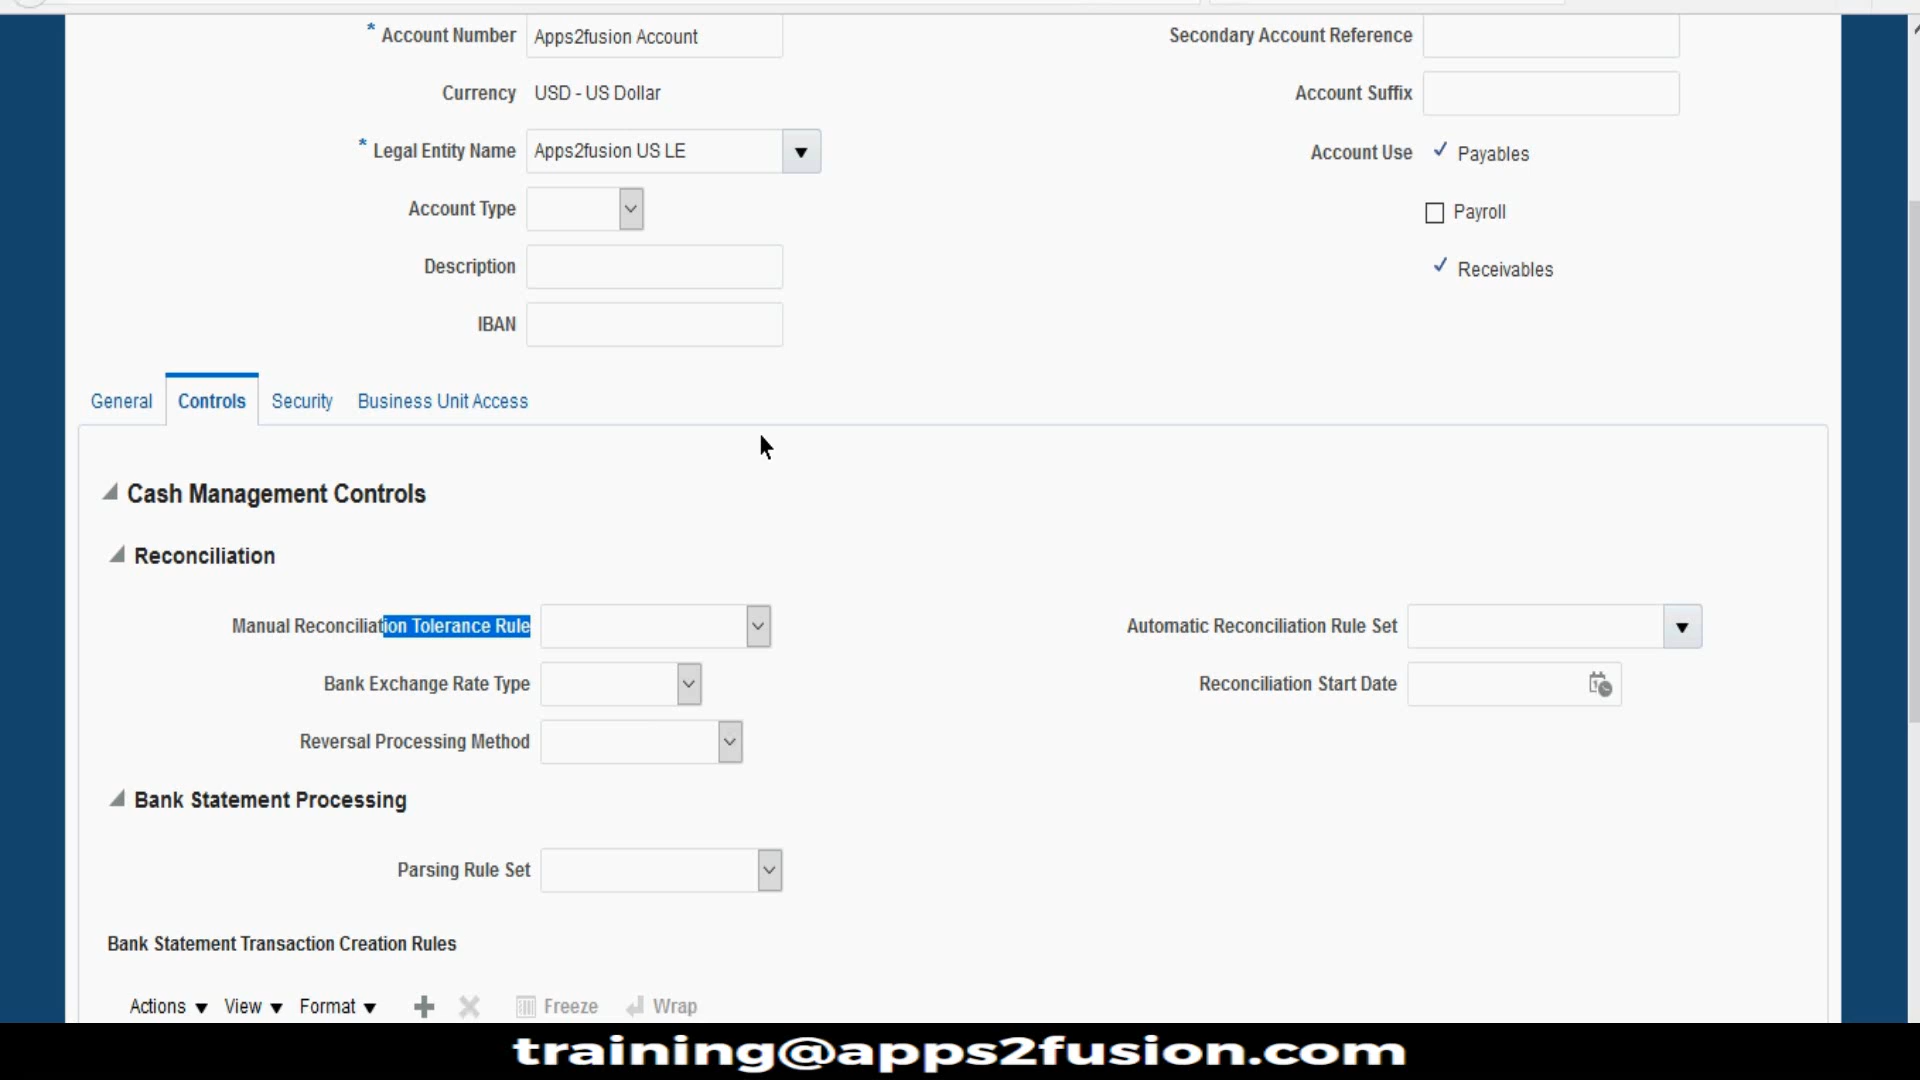 * Account Number Apps2fusion Account Secondary Account Reference
Currency USD - US Dollar Account Suffix
* Legal Entity Name Apps2fusion US LE Account Use Payables
Account Type Payroll
Description Receivables
IBAN
General Controls Security Business Unit Access
Cash Management Controls
Reconciliation
Manual Reconciliation Tolerance Rule Automatic Reconciliation Rule Set
Bank Exchange Rate Type Reconciliation Start Date
Reversal Processing Method
Bank Statement Processing
Parsing Rule Set
Bank Statement Transaction Creation Rules
Actions View Format Freeze Wrap
training@apps2fusion.com